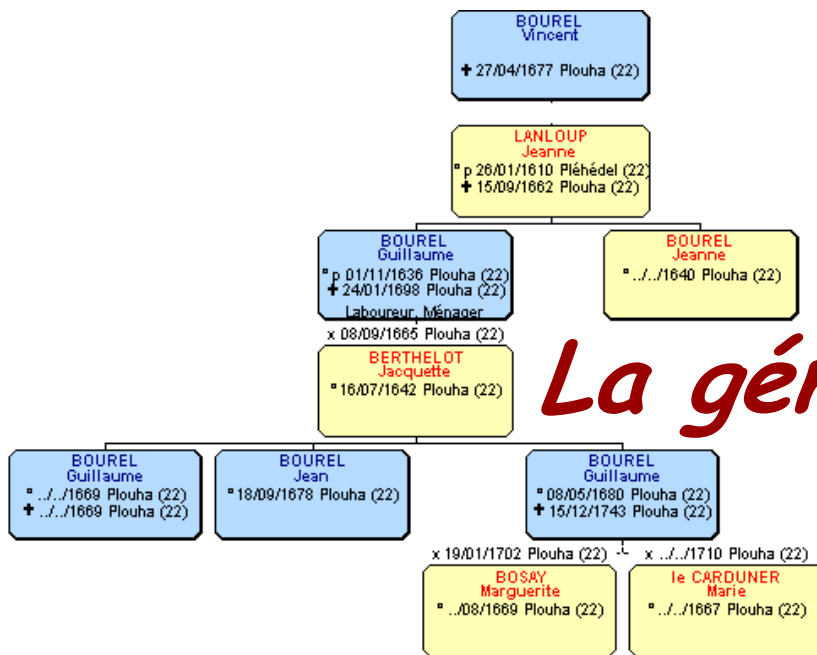 BOUREL
Vincent
✝ 27/04/1677 Plouha (22)
LANLOUP
Jeanne
° p 26/01/1610 Pléhédel (22)
✝ 15/09/1662 Plouha (22)
BOUREL
Guillaume
° p 01/11/1636 Plouha (22)
✝ 24/01/1698 Plouha (22)
Laboureur, Ménager
BOUREL
Jeanne
° ../../1640 Plouha (22)
x 08/09/1665 Plouha (22)
BERTHELOT
Jacquette
° 16/07/1642 Plouha (22)
La gér
BOUREL
Guillaume
° ../../1669 Plouha (22)
✝ ../../1669 Plouha (22)
BOUREL
Jean
° 18/09/1678 Plouha (22)
BOUREL
Guillaume
° 08/05/1680 Plouha (22)
✝ 15/12/1743 Plouha (22)
x 19/01/1702 Plouha (22)
x ../../1710 Plouha (22)
BOSAY
Marguerite
° ../08/1669 Plouha (22)
le CARDUNER
Marie
° ../../1667 Plouha (22)